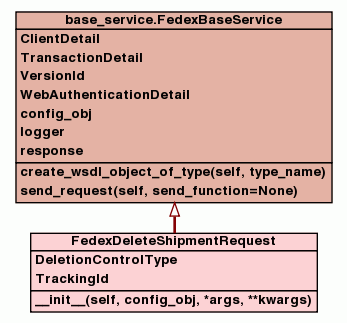 base_service.FedexBaseService
ClientDetail
TransactionDetail
VersionId
WebAuthenticationDetail
config_obj
logger
response
create_wsdl_object_of_type(self, type_name)
send_request(self, send_function=None)
FedexDeleteShipmentRequest
DeletionControlType
TrackingId
__init__(self, config_obj, *args, **kwargs)